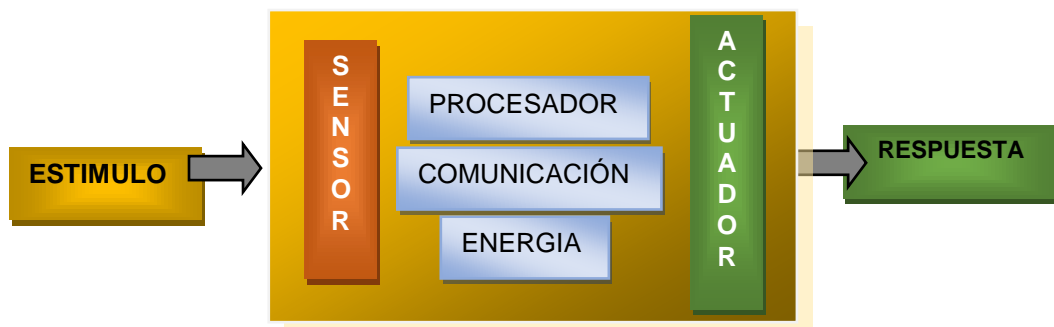 ESTIMULO
SENSOR
PROCESADOR
COMUNICACIÓN
ENERGIA
ACTUADOR
RESPUESTA